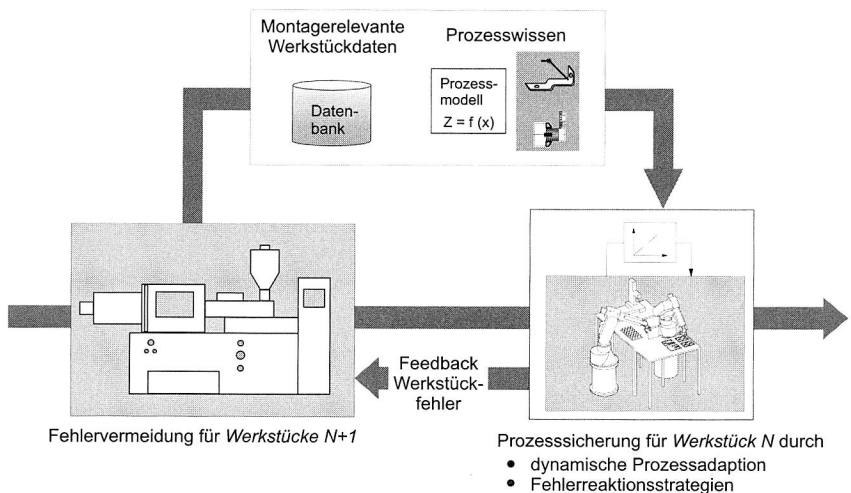 Montagerelevante
Werkstückdaten
Prozesswissen
Daten-
bank
Prozess-
modell
Z = f (x)
Feedback
Werkstück-
fehler
Fehlervermeidung für Werkstücke N+1
Prozesssicherung für Werkstück N durch
• dynamische Prozessadaption
• Fehlerreaktionsstrategien